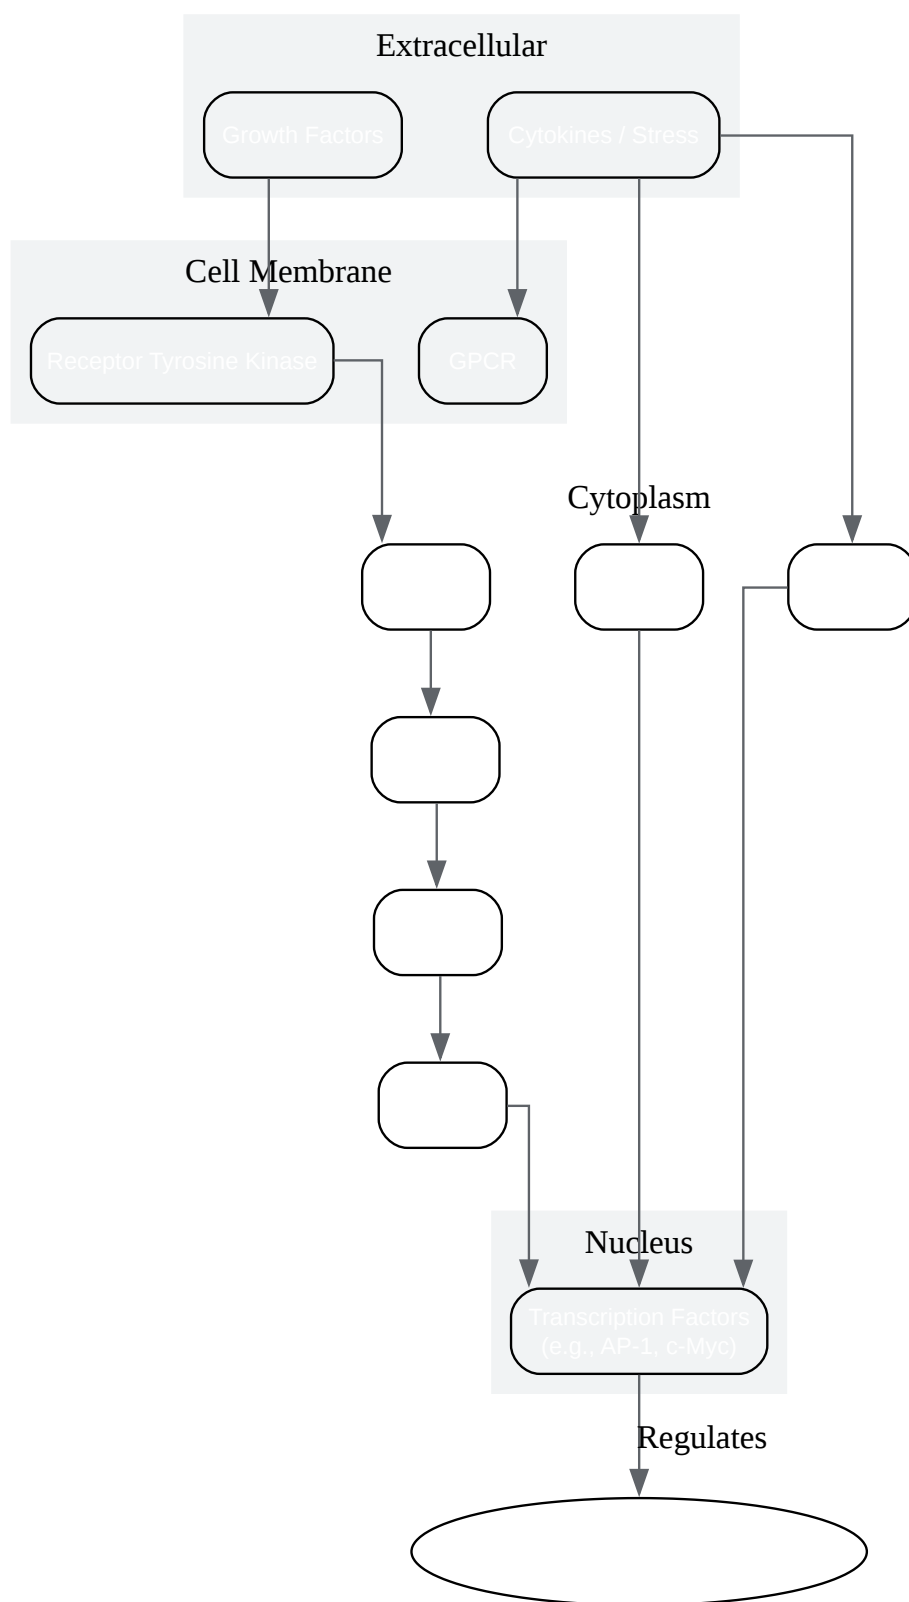 Extracellular
Growth Factors
Cytokines / Stress
Cell Membrane
Receptor Tyrosine Kinase
GPCR
Cytoplasm
Nucleus
Transcription Factors
(e.g., AP-1, c-Myc)
Regulates